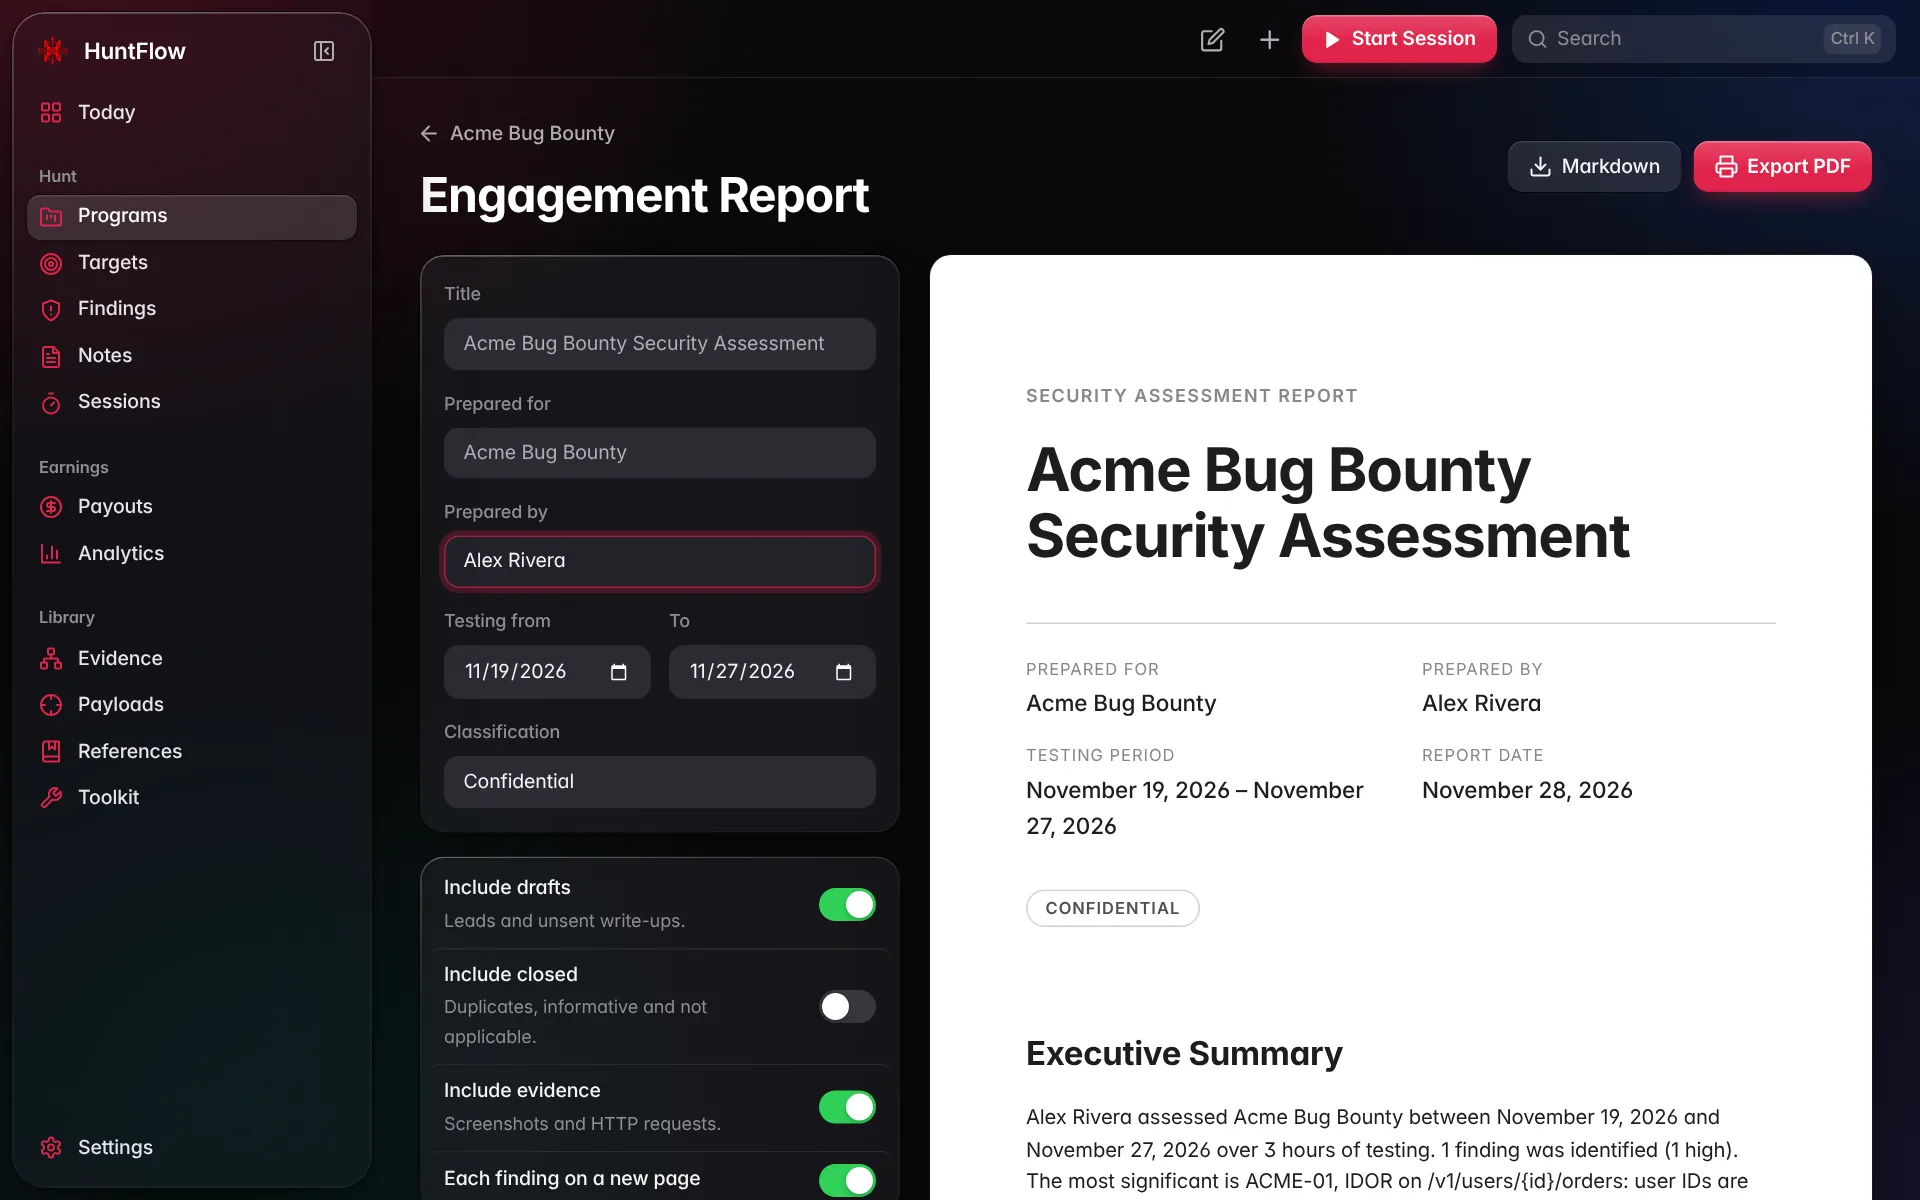 HuntFlow
Today
Hunt
Programs
Targets
Findings
Notes
Sessions
Earnings
Payouts
Analytics
Library
Evidence
Payloads
References
Toolkit
Settings
Start Session
Search
Ctrl K
Acme Bug Bounty
Engagement Report
Markdown
Export PDF
Title
Acme Bug Bounty Security Assessment
Prepared for
Acme Bug Bounty
Prepared by
Alex Rivera
Testing from
To
11/19/2026
11/27/2026
Classification
Confidential
Include drafts
Leads and unsent write-ups.
Include closed
Duplicates, informative and not
applicable.
Include evidence
Screenshots and HTTP requests.
Each finding on a new page
SECURITY ASSESSMENT REPORT
Acme Bug Bounty
Security Assessment
PREPARED FOR
Acme Bug Bounty
PREPARED BY
Alex Rivera
TESTING PERIOD
November 19, 2026 – November
27, 2026
REPORT DATE
November 28, 2026
CONFIDENTIAL
Executive Summary
Alex Rivera assessed Acme Bug Bounty between November 19, 2026 and
November 27, 2026 over 3 hours of testing. 1 finding was identified (1 high).
The most significant is ACME-01, IDOR on /v1/users/{id}/orders: user IDs are